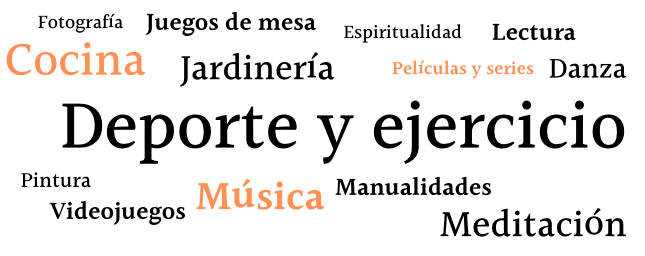 Fotografía
Juegos de mesa
Espiritualidad
Lectura
Cocina
Jardinería
Películas y series
Danza
Deporte y ejercicio
Pintura
Videojuegos
Música
Manualidades
Meditación